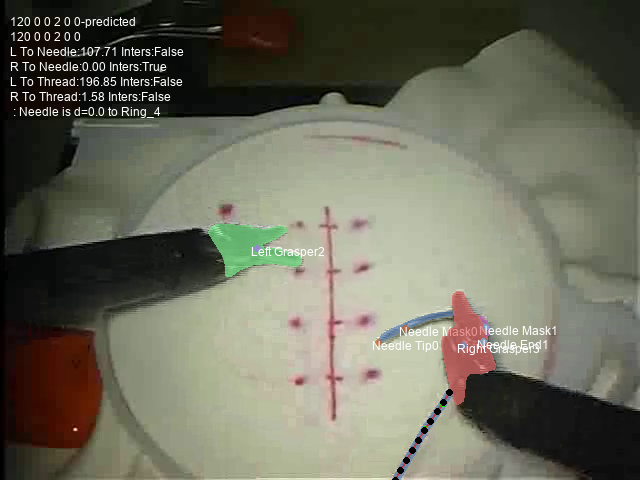 120 0 0 2 0 0-predicted
120 0 0 2 0 0
L To Needle:107.71 Inters:False
R To Needle:0.00 Inters:True
L To Thread:196.85 Inters:False
R To Thread:1.58 Inters:False
: Needle is d=0.0 to Ring_4
Left Grasper2
Needle Mask0
Needle Mask1
Needle Tip0
Needle End1
Right Grasper3